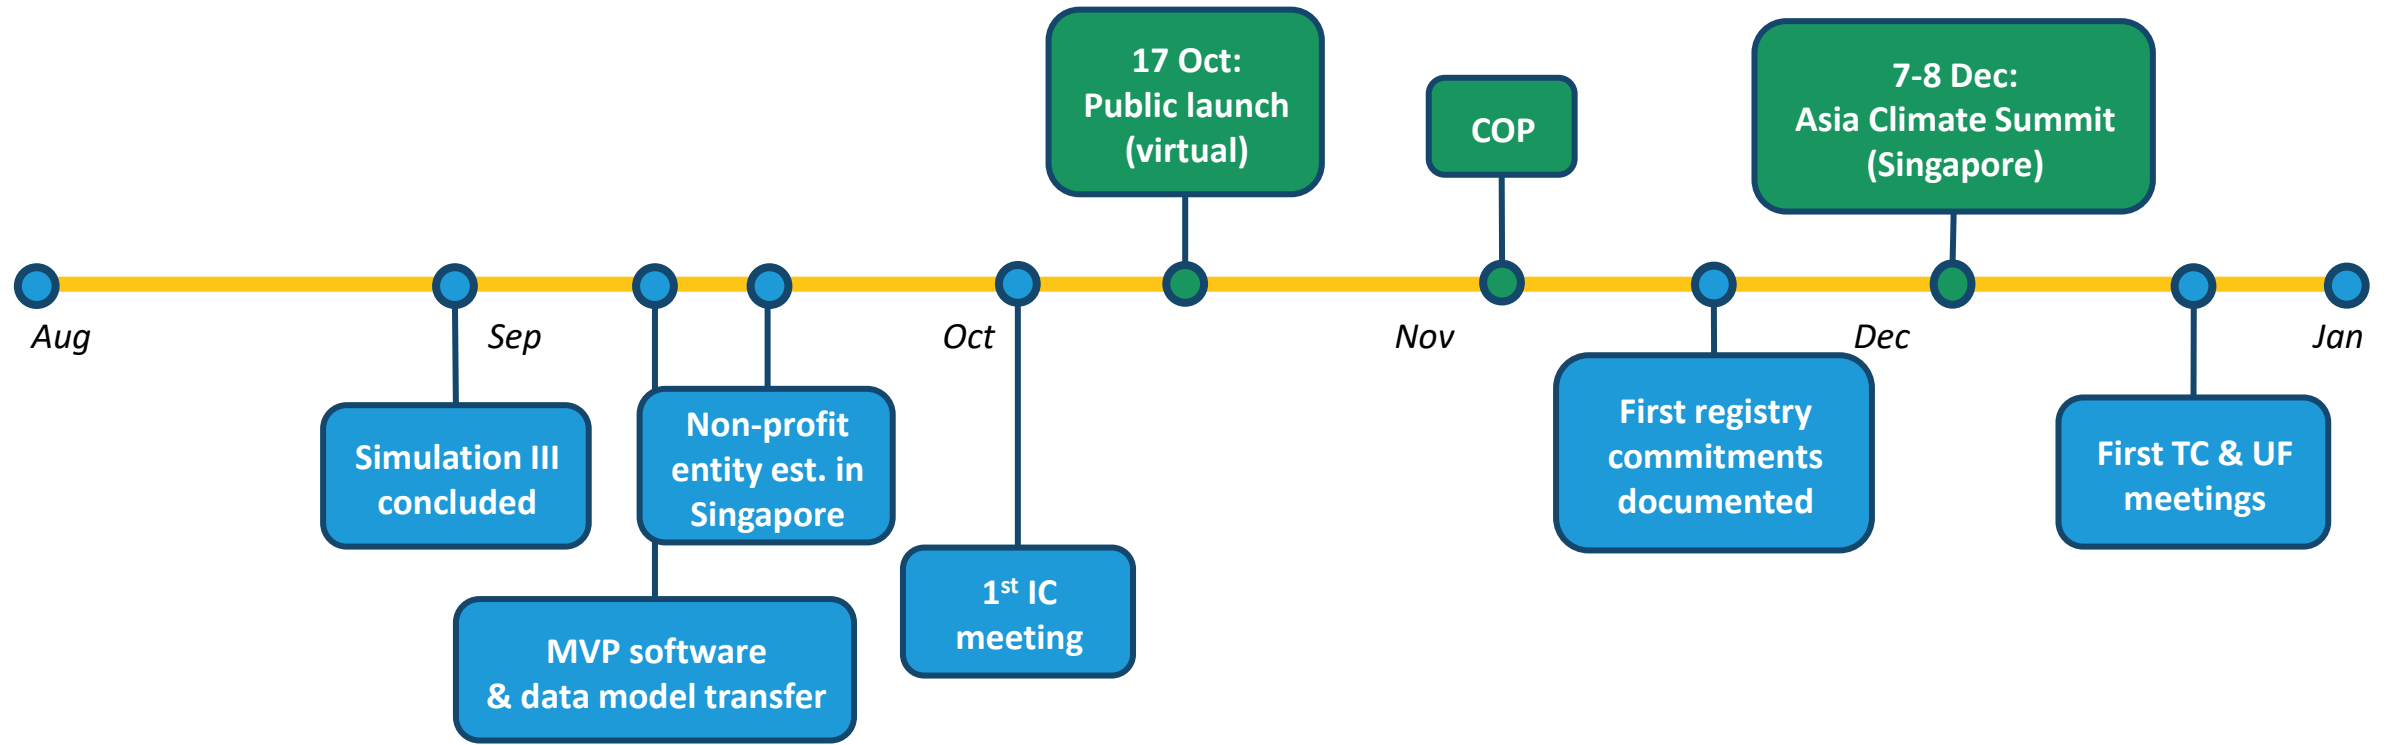 17 Oct:
Public launch
(virtual)
COP
7-8 Dec:
Asia Climate Summit
(Singapore)
Aug
Sep
Oct
Nov
Dec
Jan
Simulation III
concluded
MVP software
& data model transfer
Non-profit
entity est. in
Singapore
1st IC
meeting
First registry
commitments
documented
First TC & UF
meetings